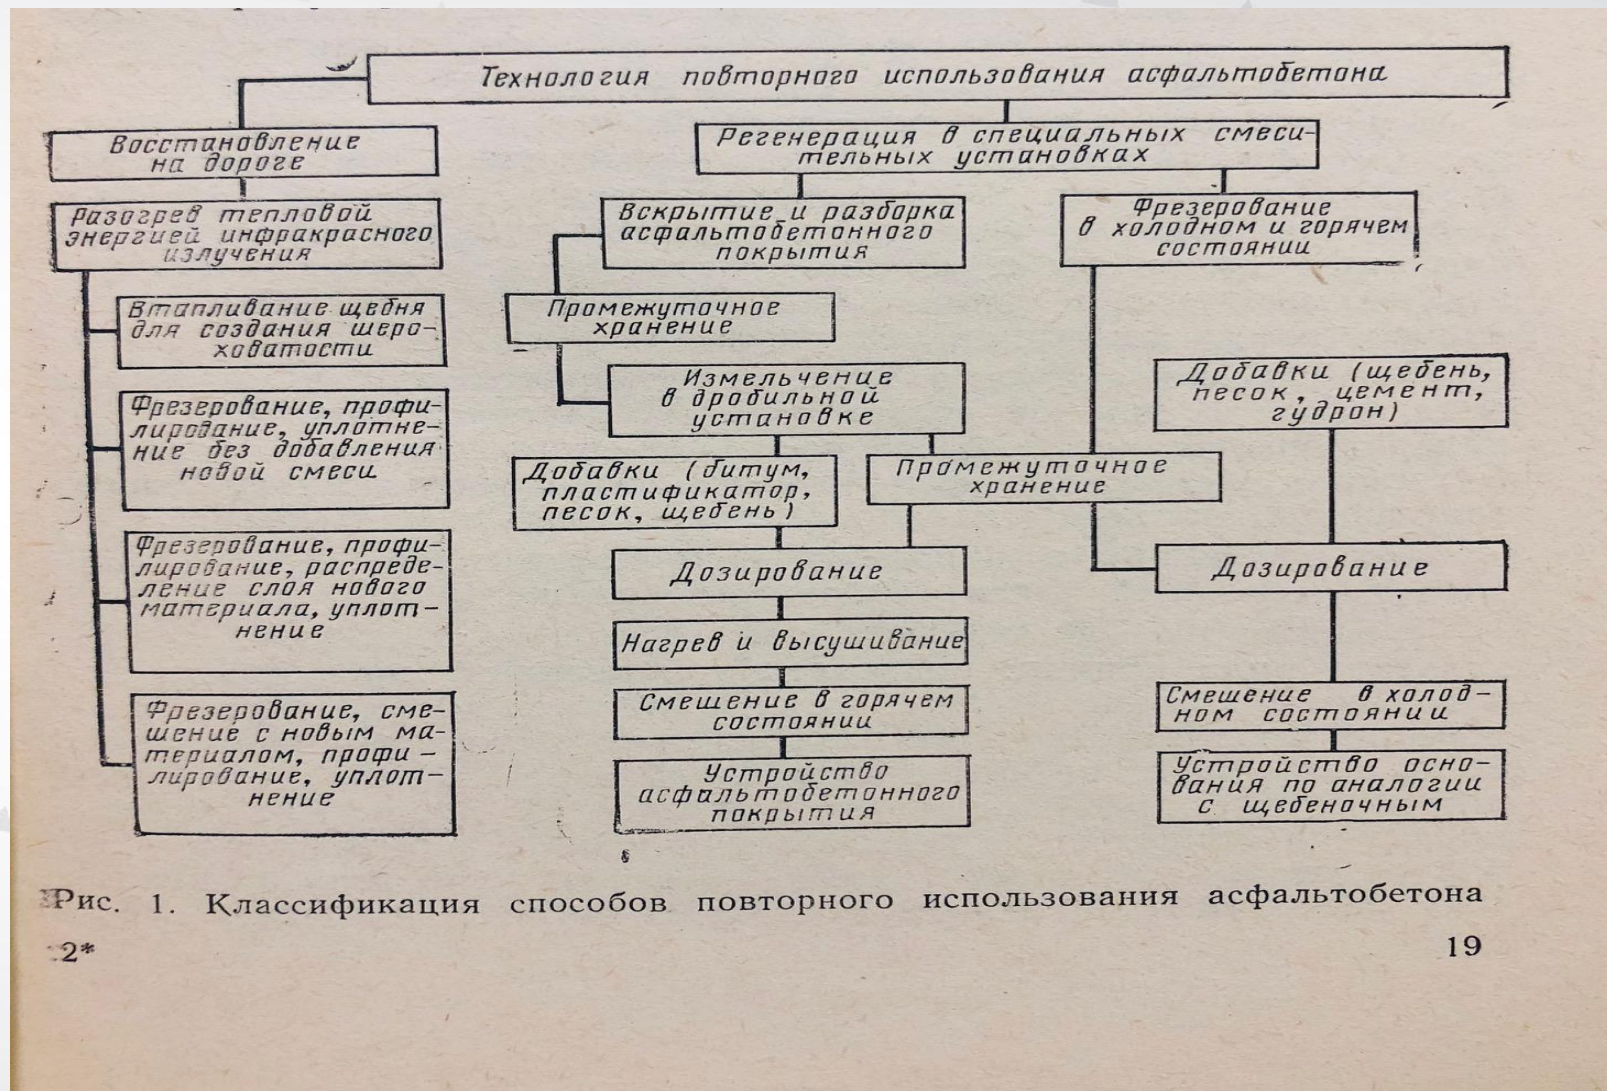 Технология повторного использования асфальтобетона
Восстановление
на дороге
Регенерация в специальных смеси-
тельных установках
Разогрев тепловой
энергией инфракрасного
излучения
Вскрытие и разборка
асфальтобетонного
покрытия
Фрезерование
в холодном и горячем
состоянии
Втапливание щебня
для создания шеро-
ховатости
Промежуточное
хранение
Измельчение
в дробильной
установке
Добавки (щебень,
песок, цемент,
гудрон)
Фрезерование, профи-
лирование, уплотне-
ние без добавления
новой смеси
Добавки (битум,
пластификатор,
песок, щебень)
Промежуточное
хранение
Фрезерование, профи-
лирование, распреде-
ление слоя нового
материала, уплот-
нение
Дозирование
Дозирование
Нагрев и высушивание
Смешение в горячем
состоянии
Смешение в холод-
ном состоянии
Фрезерование, сме-
шение с новым ма-
териалом, профи-
лирование, уплот-
нение
Устройство
асфальтобетонного
покрытия
Устройство осно-
вания по аналогии
с щебеночным
Рис. 1. Классификация способов повторного использования асфальтобетона
2*
19